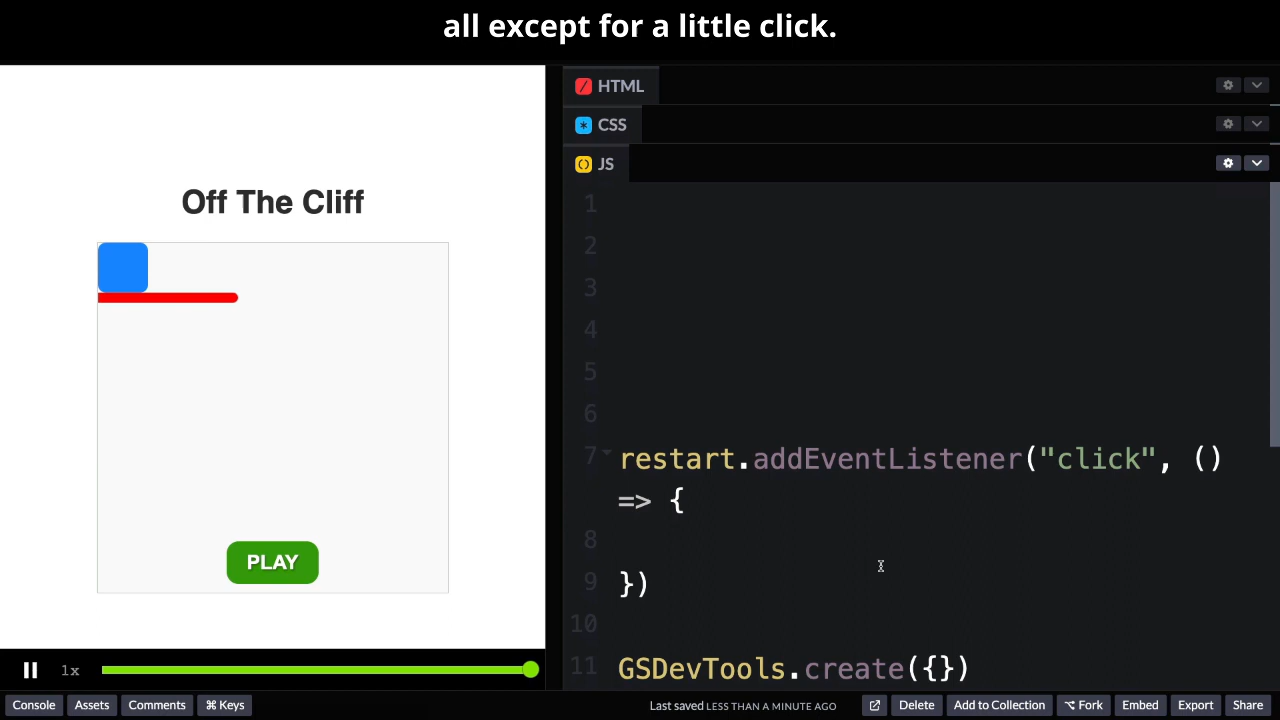 all except for a little click.
HTML
CSS
JS
Off The Cliff
PLAY
1
2
3
4
5
6
7 restart.addEventListener("click", ()
=> {
8
9 })
10
11 GSDevTools.create({})
1x
Console Assets Comments ⌘ Keys Last saved LESS THAN A MINUTE AGO Delete Add to Collection ⌥ Fork Embed Export Share